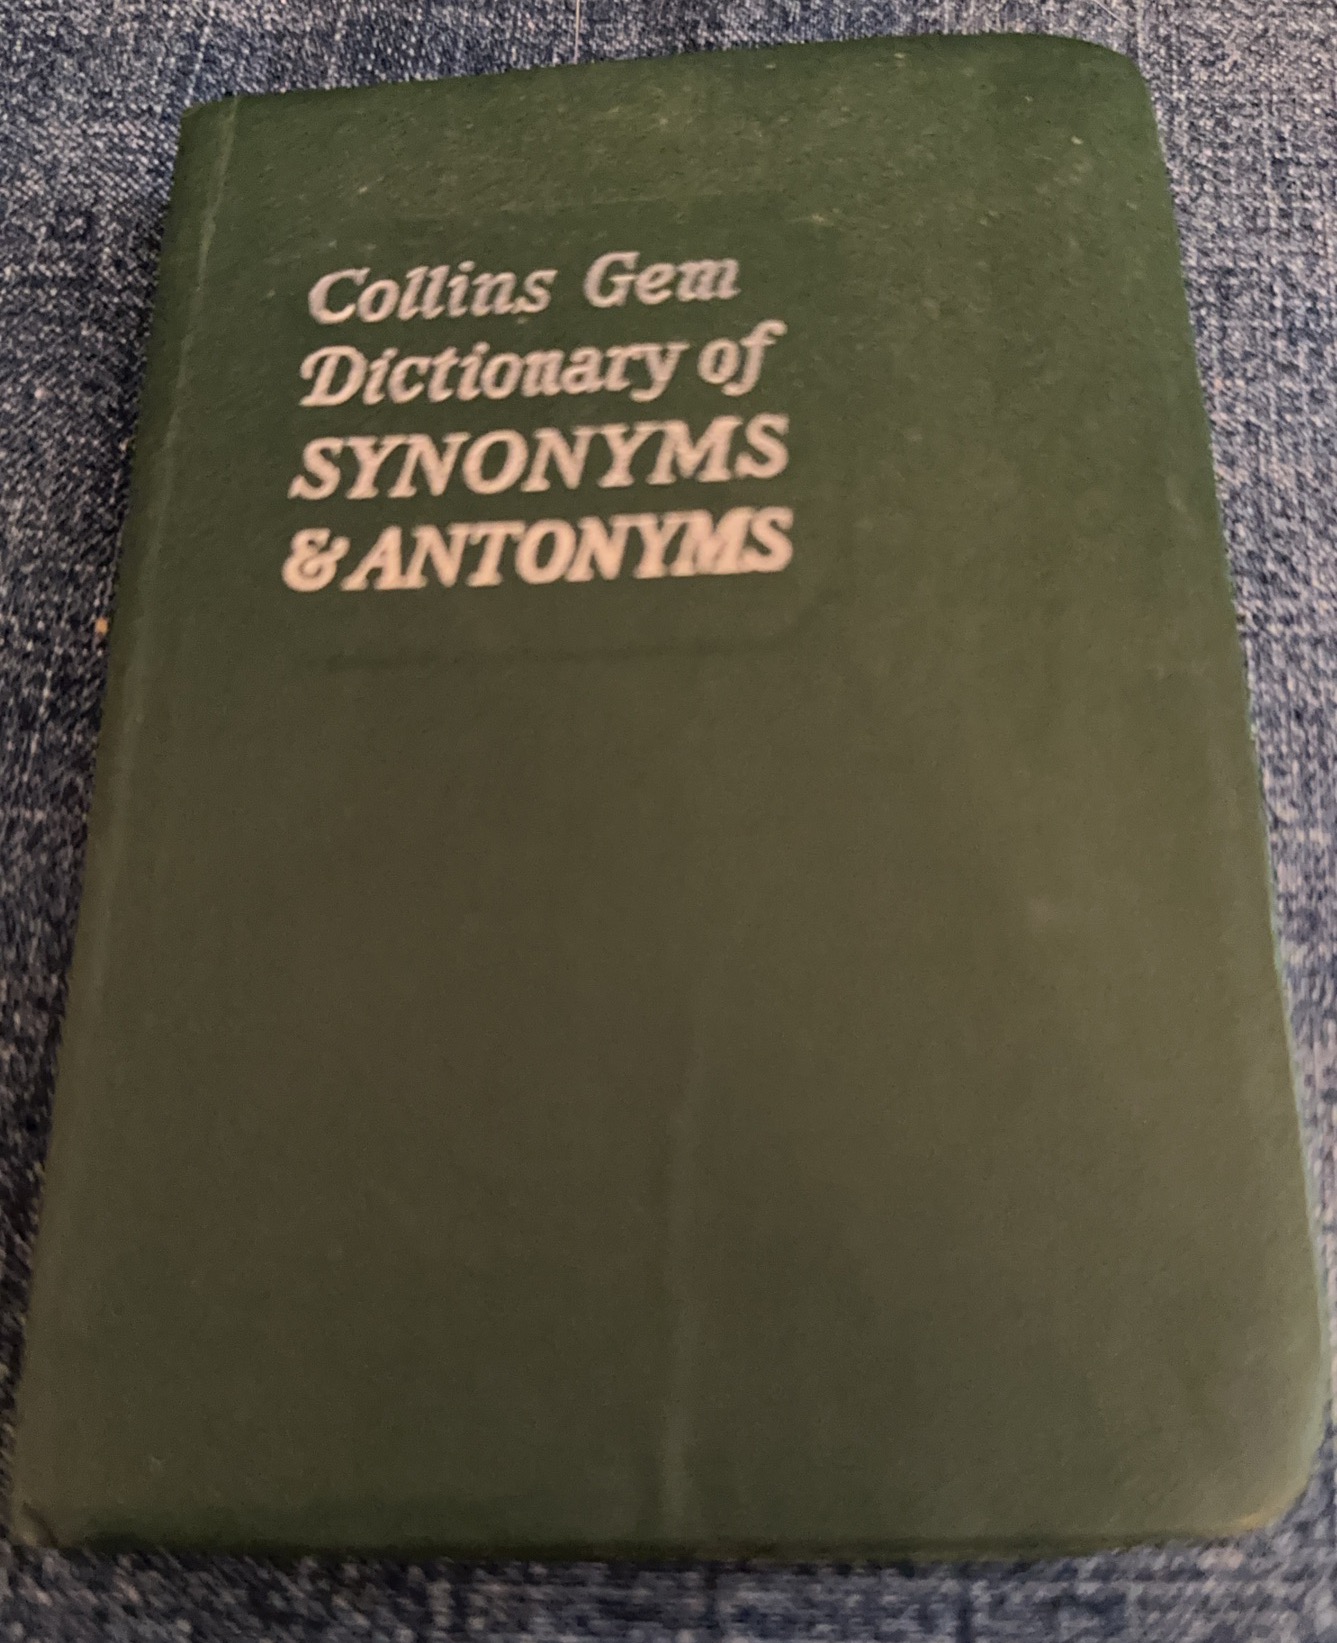 Collins Gem
Dictionary of
SYNONYMS
& ANTONYMS